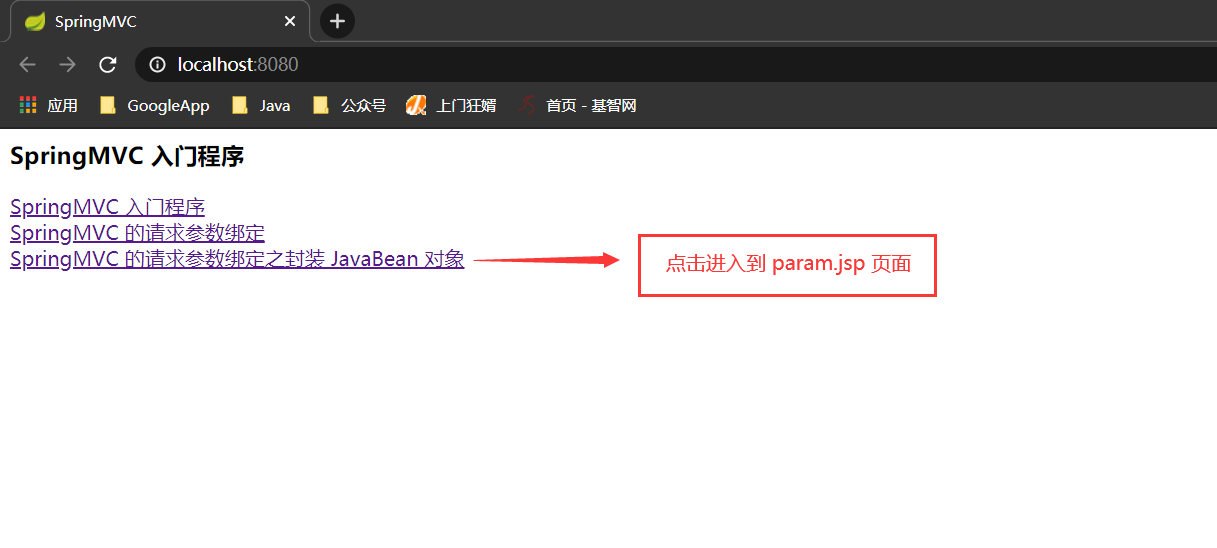 SpringMVC
localhost:8080
应用 GoogleApp Java 公众号 上门狂婿 首页 - 基智网
SpringMVC 入门程序
SpringMVC 入门程序
SpringMVC 的请求参数绑定
SpringMVC 的请求参数绑定之封装 JavaBean 对象
点击进入到 param.jsp 页面